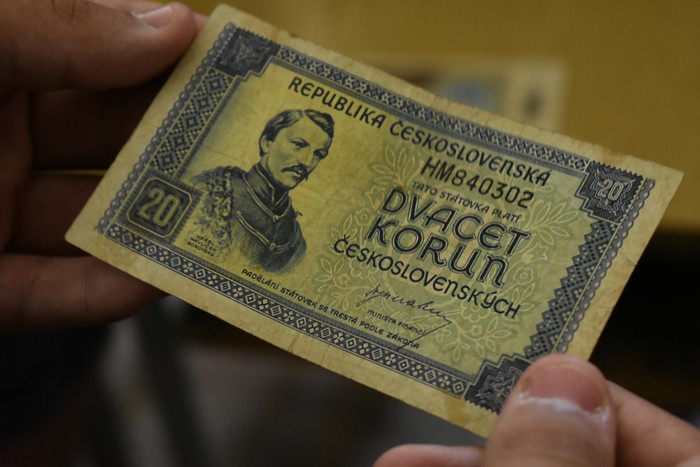 REPUBLIKA ČESKOSLOVENSKÁ
HM840302
TATO STÁTOVKA PLATÍ
DVACET
KORUN
ČESKOSLOVENSKÝCH
MINISTR FINANCÍ
PADĚLÁNÍ STÁTOVEK SE TRESTÁ PODLE ZÁKONA
20
20